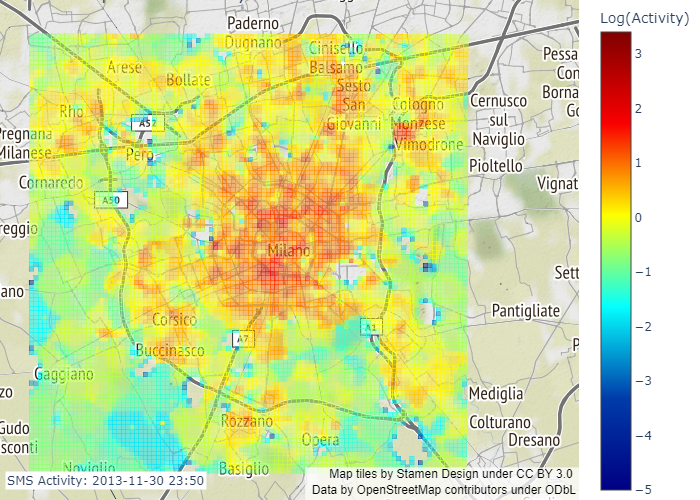 Log(Activity)
Paderno
Dugnano
Cinisello
Balsamo
Arese
Bollate
Sesto
San
Giovanni
Cologno
Monzese
Vimodrone
Rho
A52
Pero
Pregnana
Milanese
Cornaredo
A50
Cernusco
sul
Naviglio
Pioltello
Pessa
Con
Borna
Go
Vignat
reggio
Milano
ano
Sett
Pantigliate
P
Corsico
Buccinasco
A7
A1
Gaggiano
zo
Gudo
sconti
Rozzano
Opera
Mediglia
Colturano
Dresano
Noviglio
Basiglio
SMS Activity: 2013-11-30 23:50
Map tiles by Stamen Design under CC BY 3.0
Data by OpenStreetMap contributors under ODbL
3
2
1
0
−1
−2
−3
−4
−5